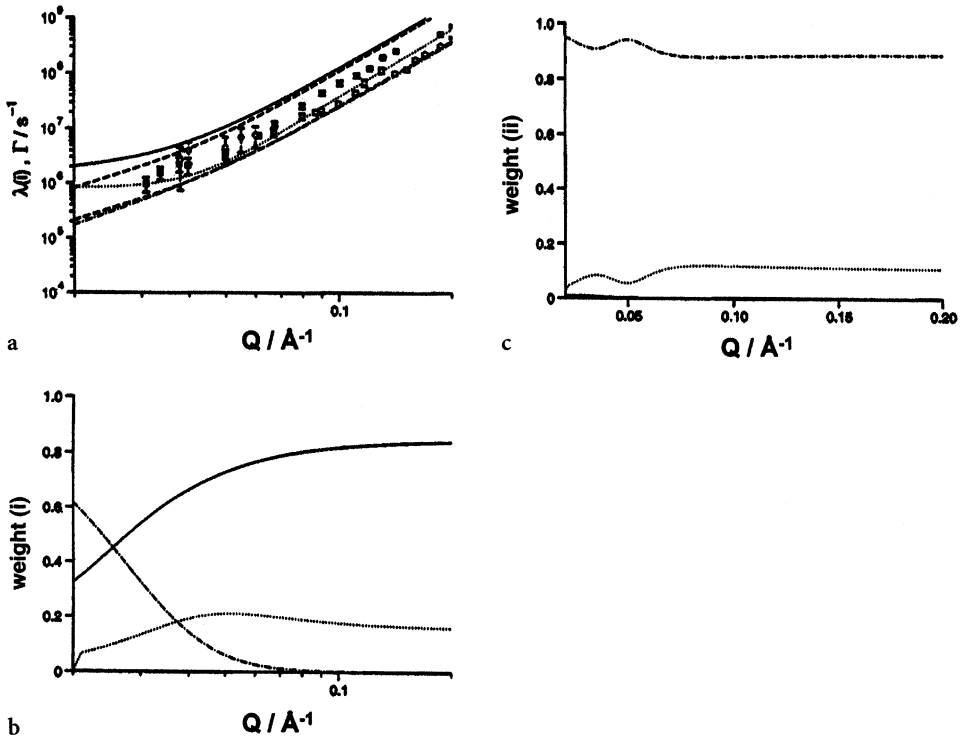 10⁹
10⁸
10⁷
10⁶
10⁵
10⁴
λ(i), Γ/s⁻¹
0.1
Q / Å⁻¹
a
1.0
0.8
0.6
0.4
0.2
0
weight (ii)
0.05 0.10 0.15 0.20
Q / Å⁻¹
c
1.0
0.8
0.6
0.4
0.2
0
weight (i)
0.1
Q / Å⁻¹
b